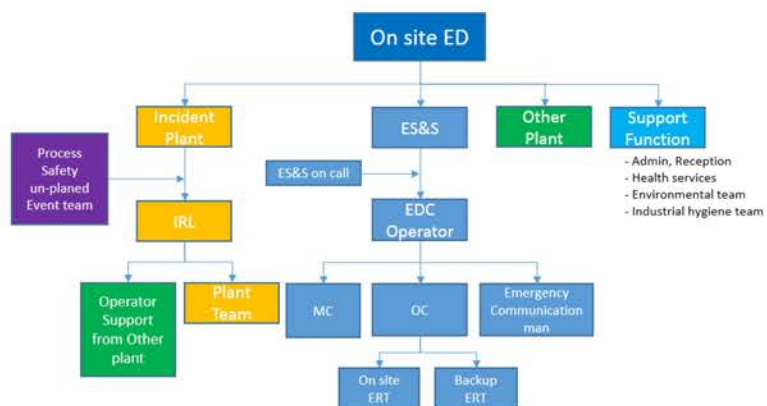 On site ED
Incident
Plant
ES&S
Other
Plant
Support
Function
- Admin, Reception
- Health services
- Environmental team
- Industrial hygiene team
Process
Safety
un-planed
Event team
ES&S on call
IRL
EDC
Operator
Operator
Support
from Other
plant
Plant
Team
MC
OC
Emergency
Communication
man
On site
ERT
Backup
ERT